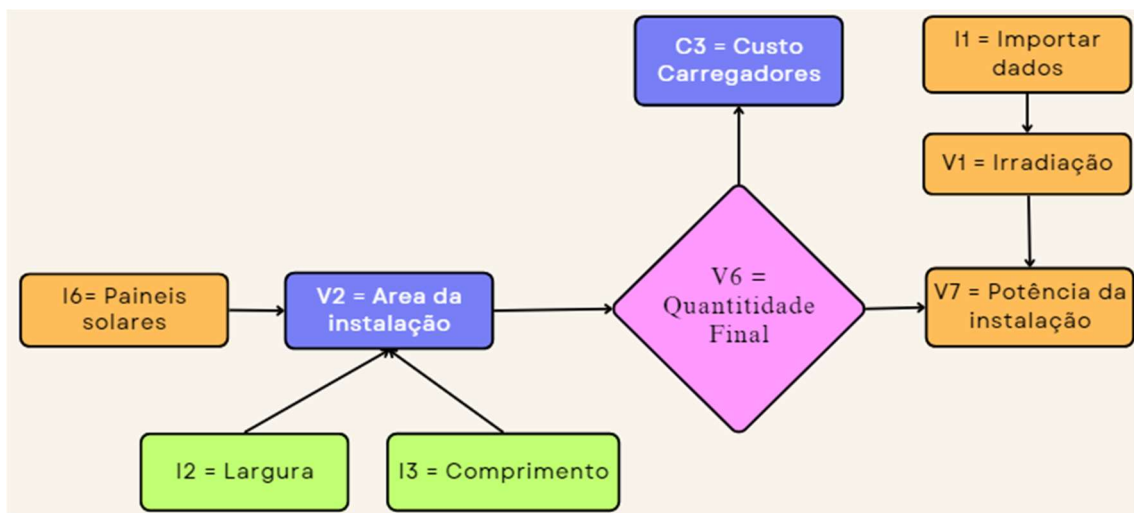 C3 = Custo
Carregadores
I1 = Importar
dados
V1 = Irradiação
I6= Paineis
solares
V2 = Area da
instalação
V6 =
Quantitidade
Final
V7 = Potência da
instalação
I2 = Largura
I3 = Comprimento